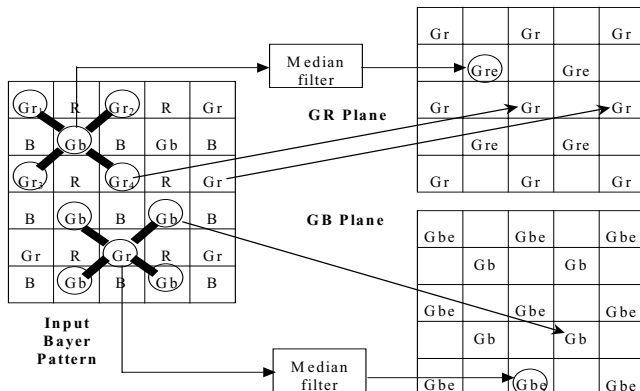 Gr₁ R Gr₂ R Gr
B Gb B Gb B
Gr₃ R Gr₄ R Gr
B Gb B Gb B
Gr R Gr R Gr
B Gb B Gb B
Input
Bayer
Pattern
Median
filter
GR Plane
Gr Gr Gr
Gre Gre
Gr Gr Gr
Gre Gre
Gr Gr Gr
GB Plane
Gbe Gbe Gbe
Gb Gb
Gbe Gbe Gbe
Gb Gb
Gbe Gbe Gbe
Median
filter